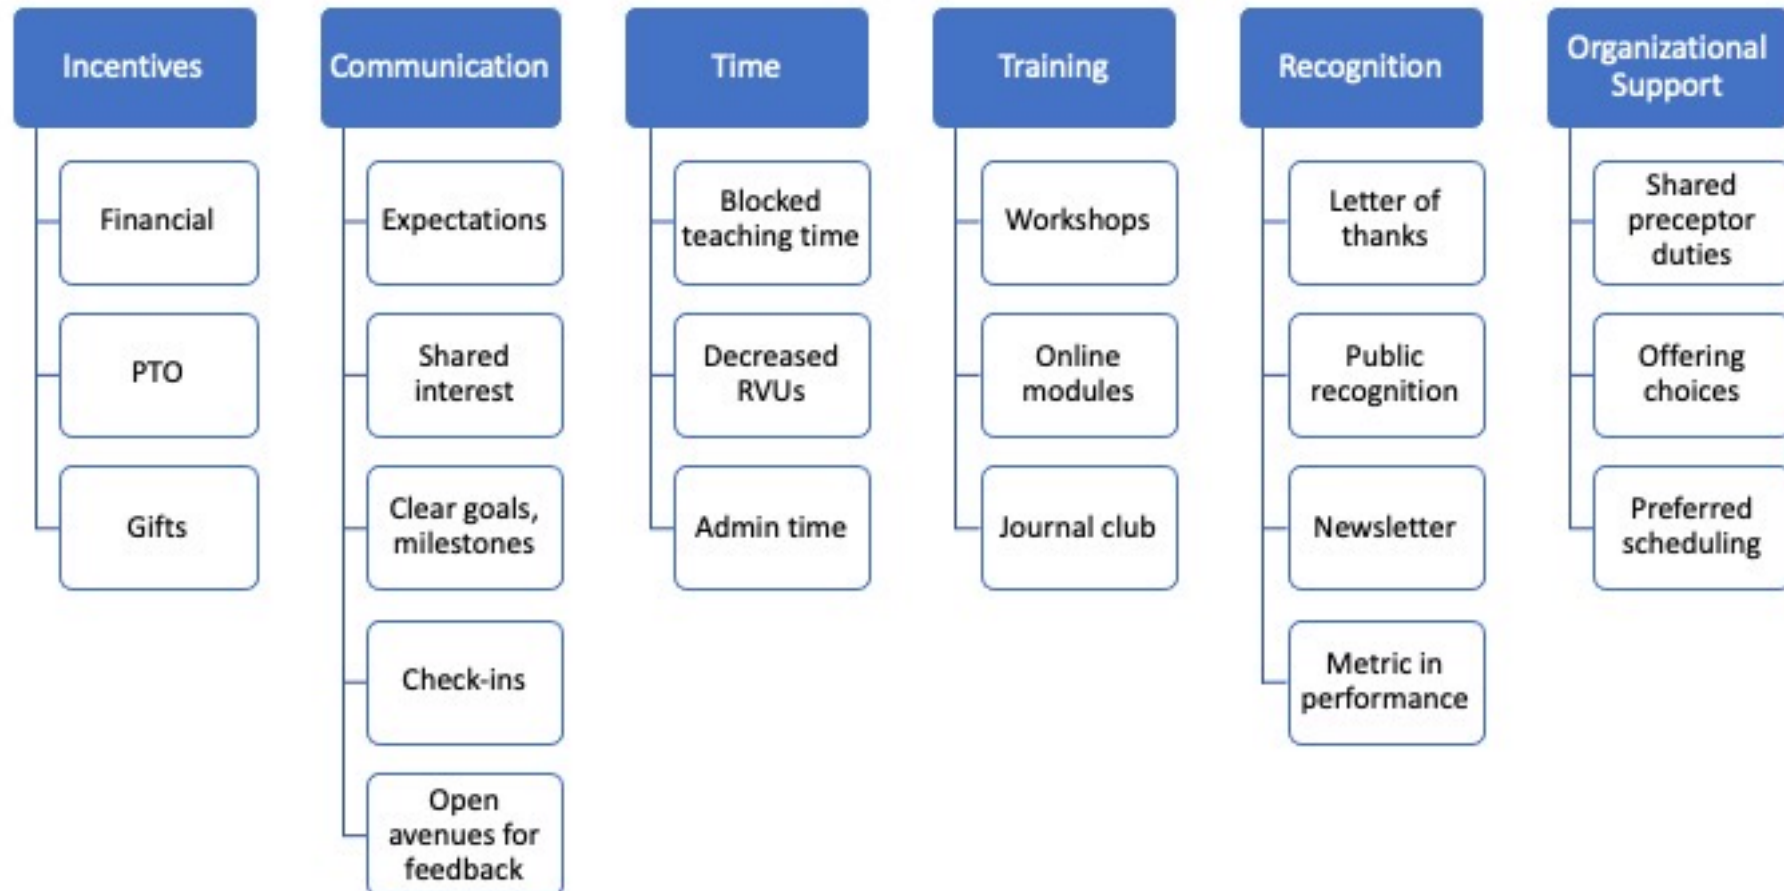 Incentives
Financial
PTO
Gifts
Communication
Expectations
Shared
interest
Clear goals,
milestones
Check-ins
Open
avenues for
feedback
Time
Blocked
teaching time
Decreased
RVUs
Admin time
Training
Workshops
Online
modules
Journal club
Recognition
Letter of
thanks
Public
recognition
Newsletter
Metric in
performance
Organizational
Support
Shared
preceptor
duties
Offering
choices
Preferred
scheduling